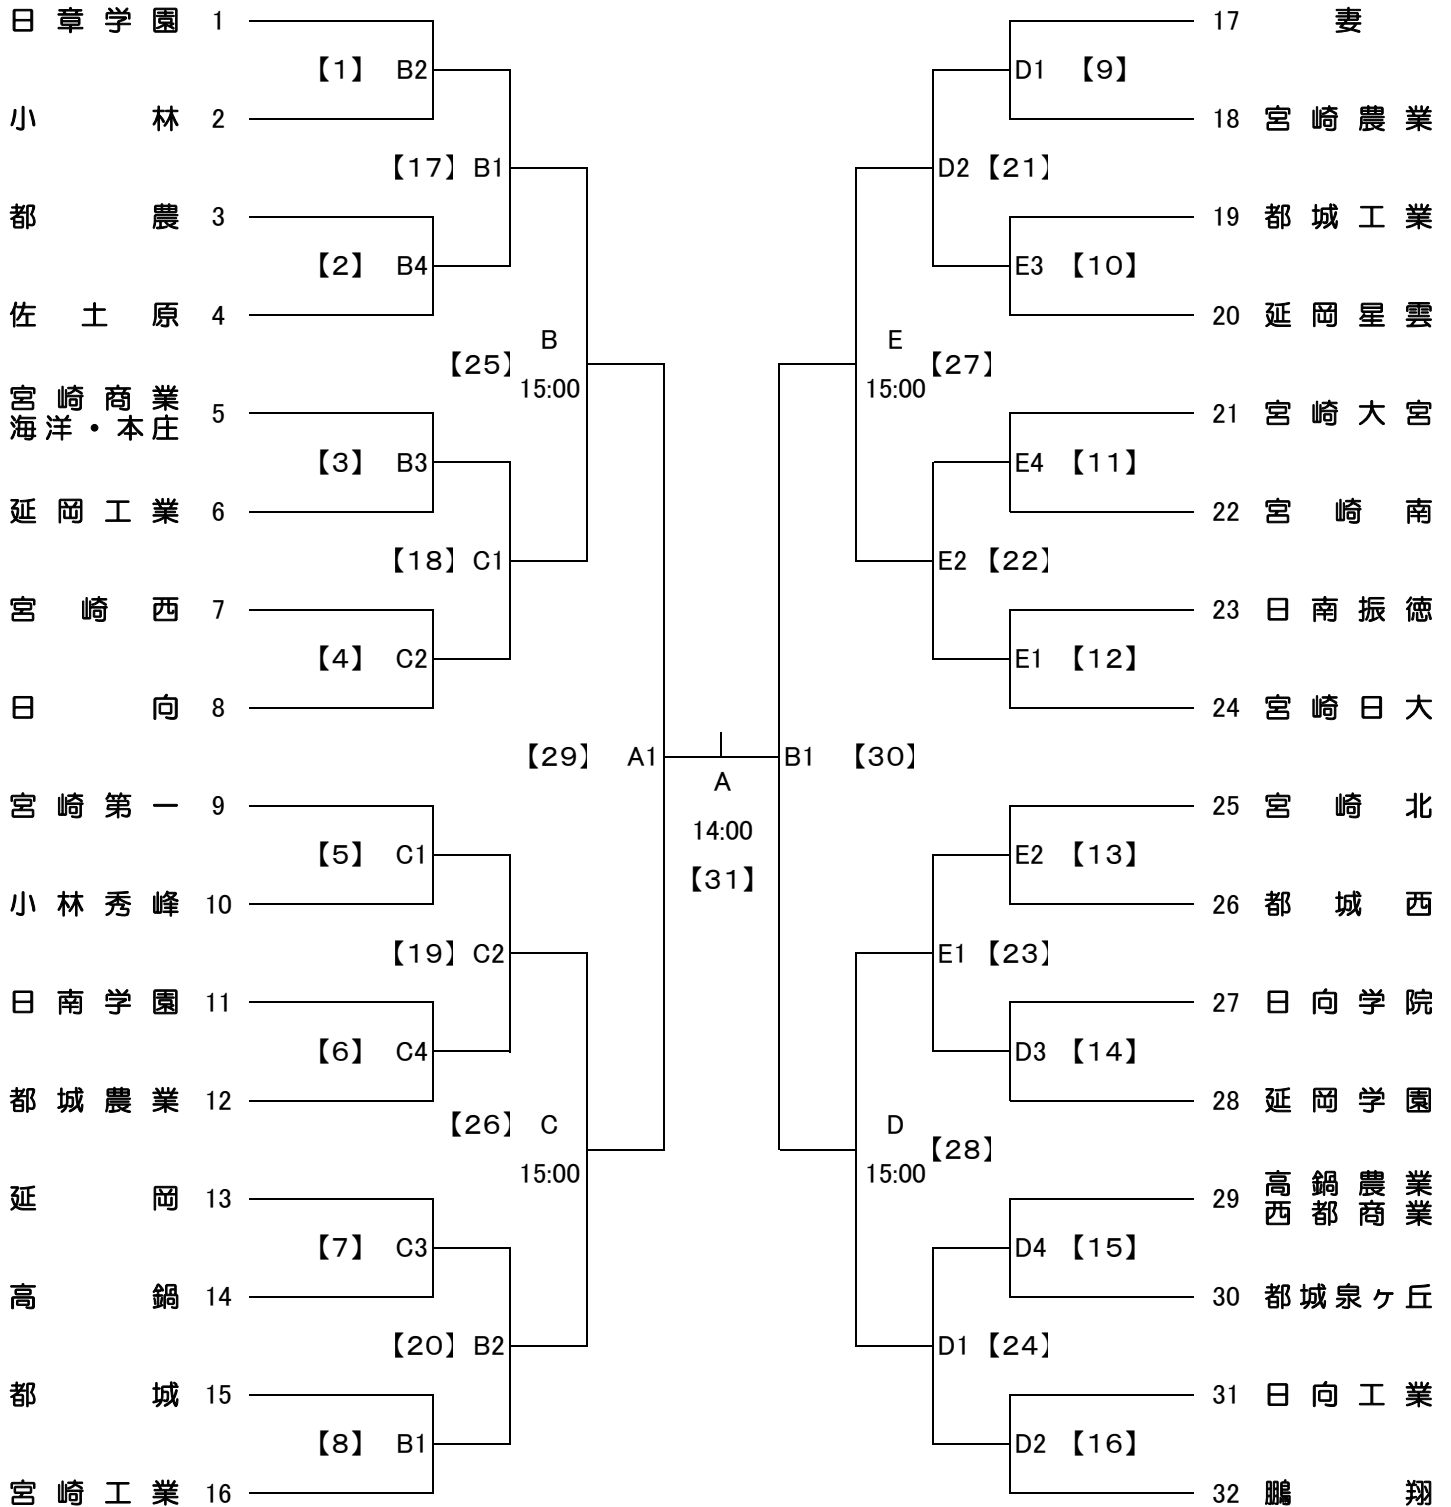 日章学園 1
【1】 B2
小林 2
【17】 B1
都農 3
【2】 B4
佐土原 4
B
【25】
15:00
宮崎商業
海洋・本庄 5
【3】 B3
延岡工業 6
【18】 C1
宮崎西 7
【4】 C2
日向 8
【29】 A1
宮崎第一 9
【5】 C1
小林秀峰 10
【19】 C2
日南学園 11
【6】 C4
都城農業 12
【26】 C
15:00
延岡 13
【7】 C3
高鍋 14
【20】 B2
都城 15
【8】 B1
宮崎工業 16
A
14:00
【31】
17 妻
D1 【9】
18 宮崎農業
D2 【21】
19 都城工業
E3 【10】
20 延岡星雲
E
【27】
15:00
21 宮崎大宮
E4 【11】
22 宮崎南
E2 【22】
23 日南振徳
E1 【12】
24 宮崎日大
B1 【30】
25 宮崎北
E2 【13】
26 都城西
E1 【23】
27 日向学院
D3 【14】
28 延岡学園
D
【28】
15:00
29 高鍋農業
西都商業
D4 【15】
30 都城泉ヶ丘
D1 【24】
31 日向工業
D2 【16】
32 鵬翔